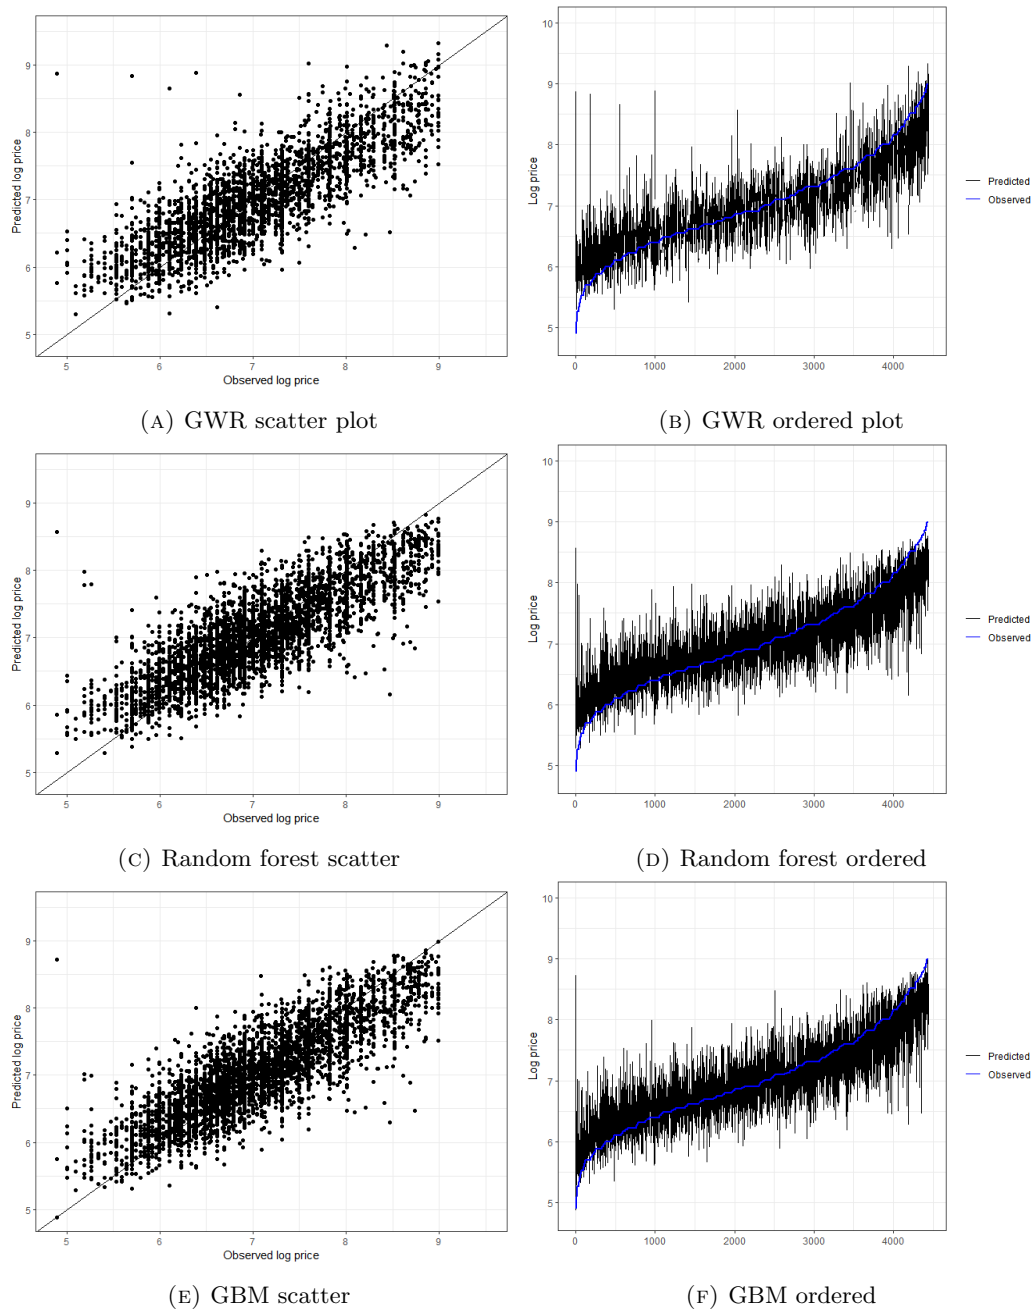 9
8
7
6
5
Predicted log price
5 6 7 8 9
Observed log price
10
9
8
7
6
5
Log price
0 1000 2000 3000 4000
Predicted
Observed
(A) GWR scatter plot
(B) GWR ordered plot
9
8
7
6
5
Predicted log price
5 6 7 8 9
Observed log price
10
9
8
7
6
5
Log price
0 1000 2000 3000 4000
Predicted
Observed
(C) Random forest scatter
(D) Random forest ordered
9
8
7
6
5
Predicted log price
5 6 7 8 9
Observed log price
10
9
8
7
6
5
Log price
0 1000 2000 3000 4000
Predicted
Observed
(E) GBM scatter
(F) GBM ordered